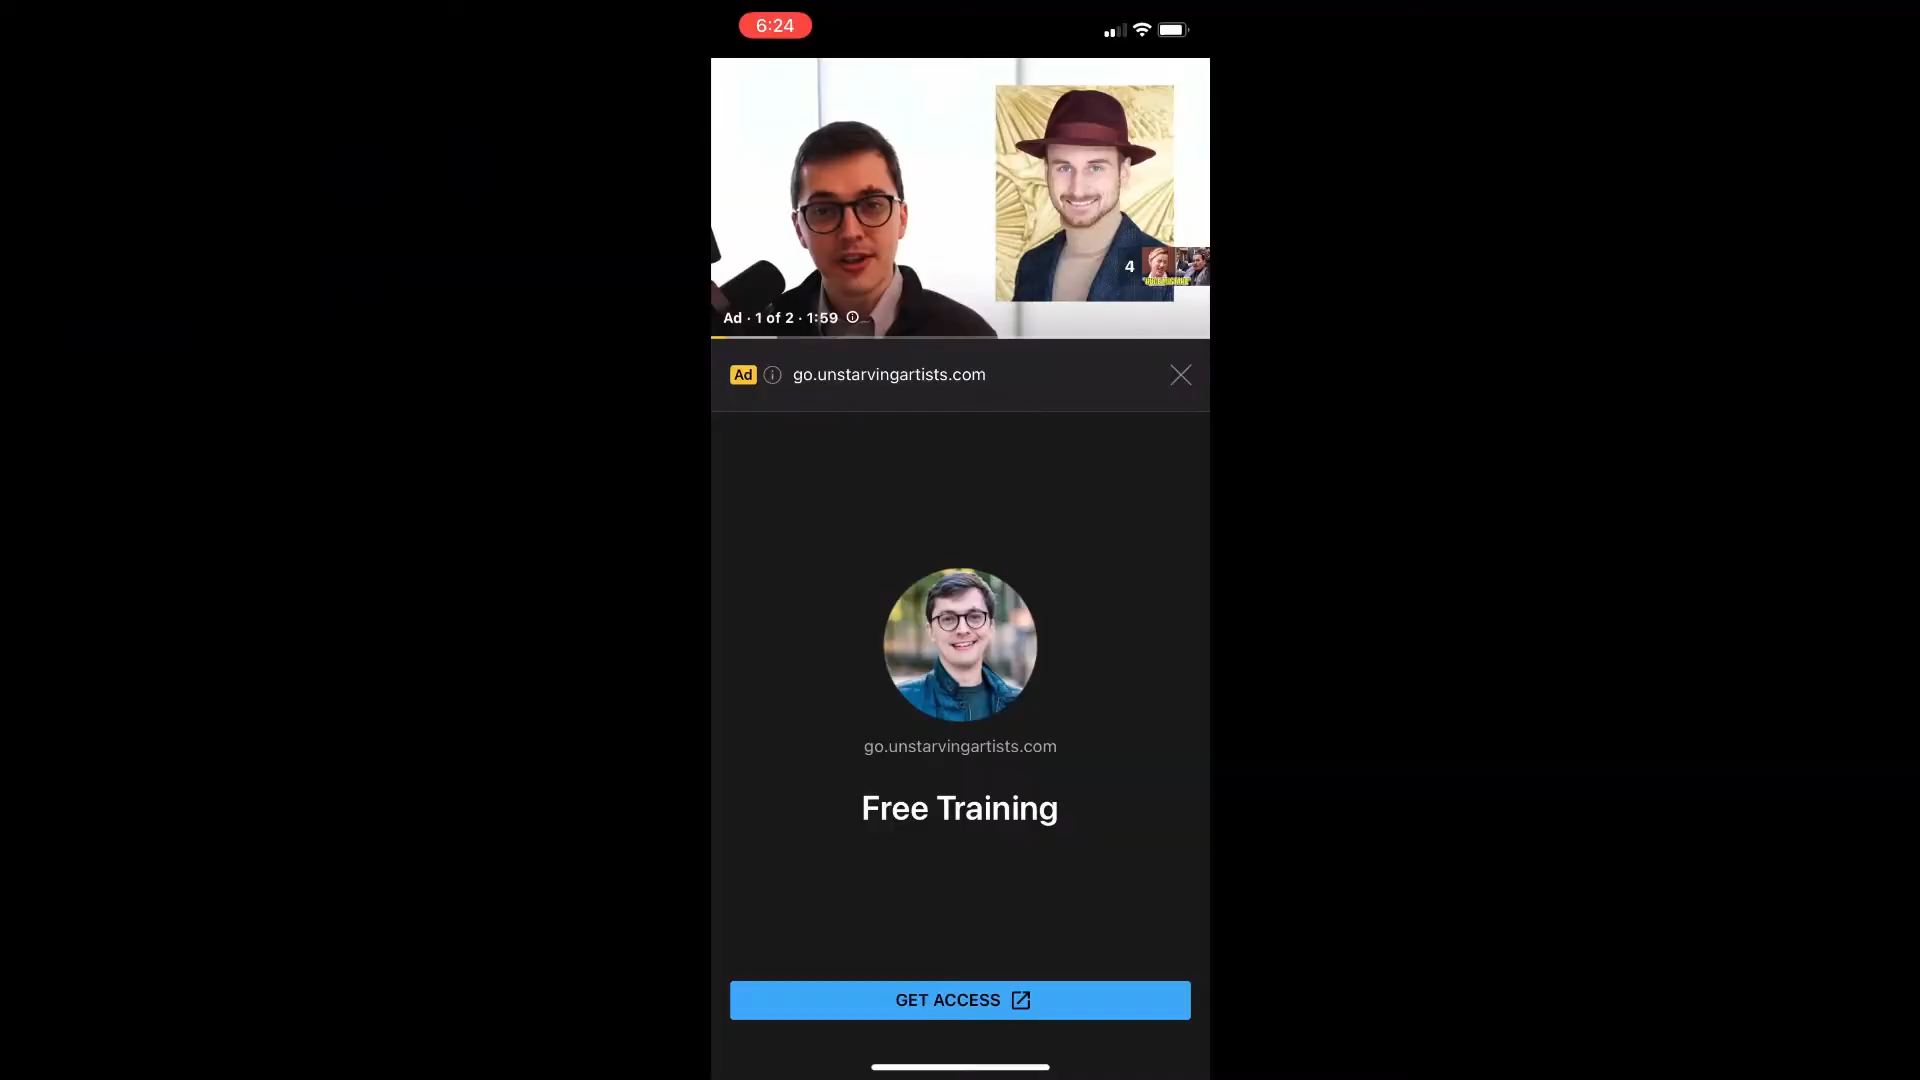 6:24
4
Ad · 1 of 2 · 1:59
Ad go.unstarvingartists.com
go.unstarvingartists.com
Free Training
GET ACCESS